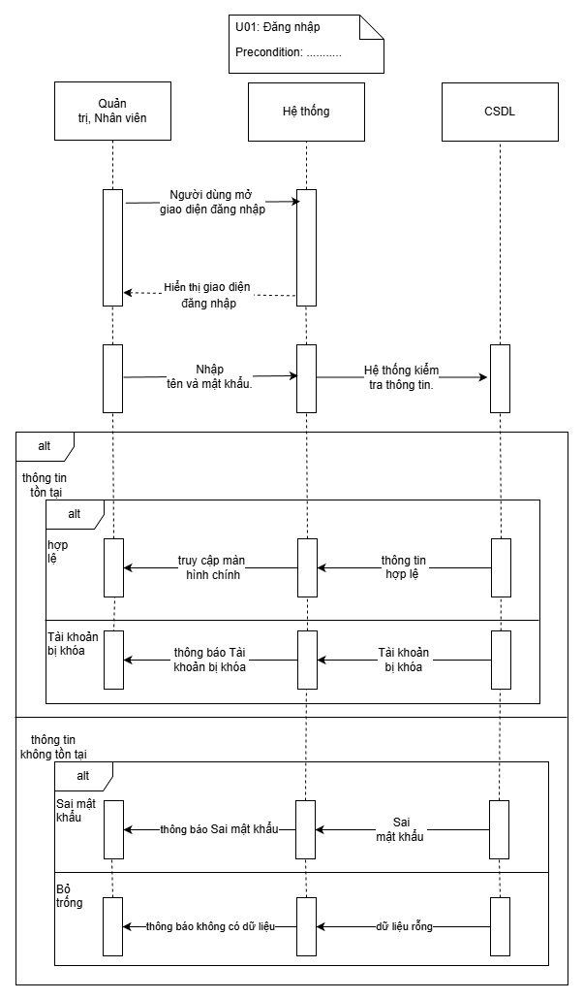 U01: Đăng nhập
Precondition: ...........
Quản
trị, Nhân viên
Hệ thống
CSDL
Người dùng mở
giao diện đăng nhập
Hiển thị giao diện
đăng nhập
Nhập
tên và mật khẩu.
Hệ thống kiểm
tra thông tin.
alt
thông tin
tồn tại
alt
hợp
lệ
truy cập màn
hình chính
thông tin
hợp lệ
Tài khoản
bị khóa
thông báo Tài
khoản bị khóa
Tài khoản
bị khóa
thông tin
không tồn tại
alt
Sai mật
khẩu
thông báo Sai mật khẩu
Sai
mật khẩu
Bỏ
trống
thông báo không có dữ liệu
dữ liệu rỗng